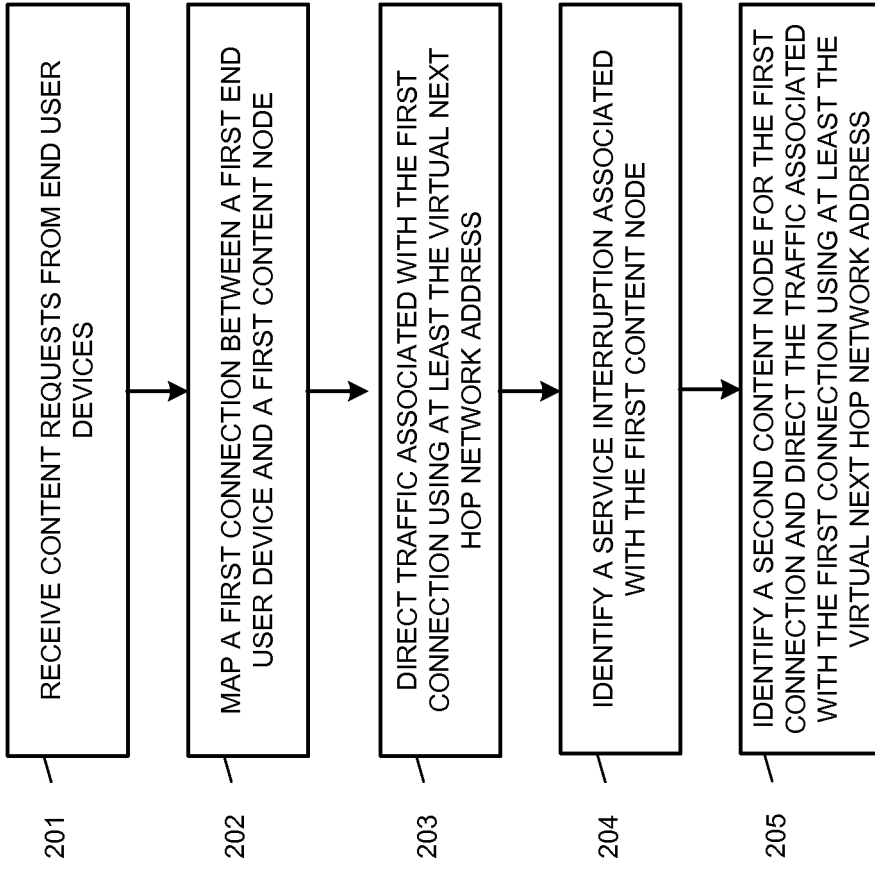 201
RECEIVE CONTENT REQUESTS FROM END USER
DEVICES
202
MAP A FIRST CONNECTION BETWEEN A FIRST END
USER DEVICE AND A FIRST CONTENT NODE
203
DIRECT TRAFFIC ASSOCIATED WITH THE FIRST
CONNECTION USING AT LEAST THE VIRTUAL NEXT
HOP NETWORK ADDRESS
204
IDENTIFY A SERVICE INTERRUPTION ASSOCIATED
WITH THE FIRST CONTENT NODE
205
IDENTIFY A SECOND CONTENT NODE FOR THE FIRST
CONNECTION AND DIRECT THE TRAFFIC ASSOCIATED
WITH THE FIRST CONNECTION USING AT LEAST THE
VIRTUAL NEXT HOP NETWORK ADDRESS